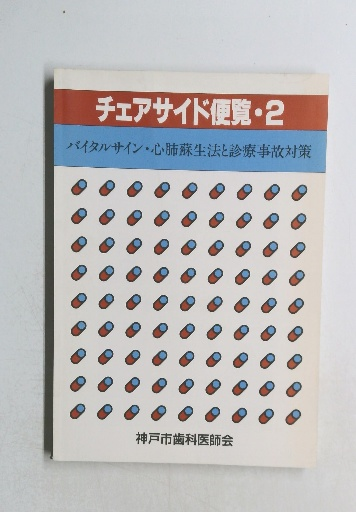 チェアサイド便覧・2
バイタルサイン・心肺蘇生法と診療事故対策
神戸市歯科医師会